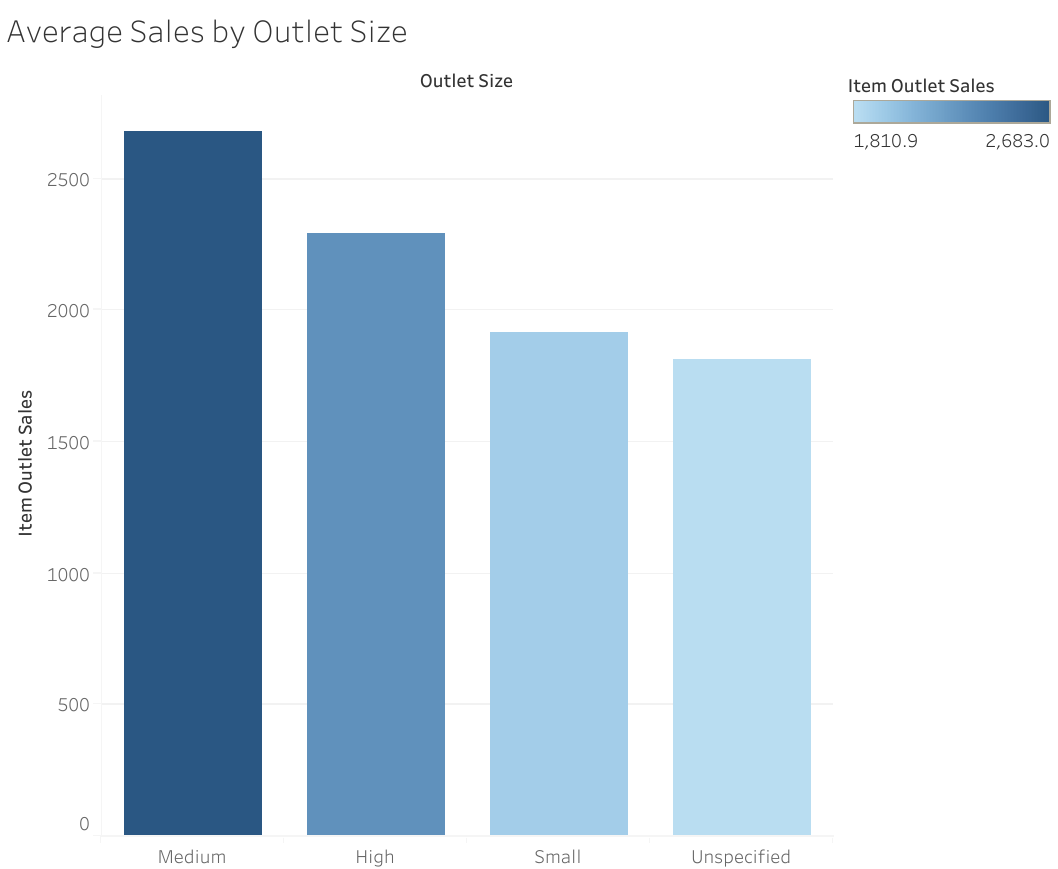 Average Sales by Outlet Size
Outlet Size
Item Outlet Sales
1,810.9 2,683.0
Item Outlet Sales
2500
2000
1500
1000
500
0
Medium High Small Unspecified